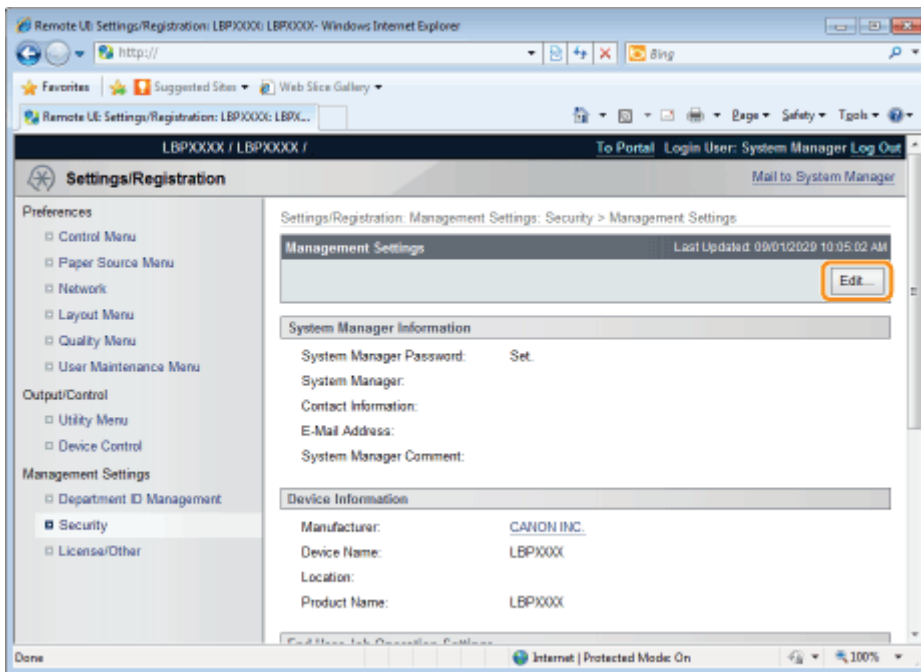 Remote UI: Settings/Registration: LBPXXXX: LBPXXXX- Windows Internet Explorer
http://
Bing
Favorites Suggested Sites Web Slice Gallery
Remote UI: Settings/Registration: LBPXXXX: LBPX... Page Safety Tools
LBPXXXX / LBPXXXX / To Portal Login User: System Manager Log Out
Settings/Registration Mail to System Manager
Preferences
Control Menu
Paper Source Menu
Network
Layout Menu
Quality Menu
User Maintenance Menu
Output/Control
Utility Menu
Device Control
Management Settings
Department ID Management
Security
License/Other
Settings/Registration: Management Settings: Security > Management Settings
Management Settings Last Updated: 09/01/2029 10:05:02 AM
Edit...
System Manager Information
System Manager Password: Set.
System Manager:
Contact Information:
E-Mail Address:
System Manager Comment:
Device Information
Manufacturer: CANON INC.
Device Name: LBPXXXX
Location:
Product Name: LBPXXXX
End-User Job Operation Settings
Done Internet | Protected Mode: On 100%